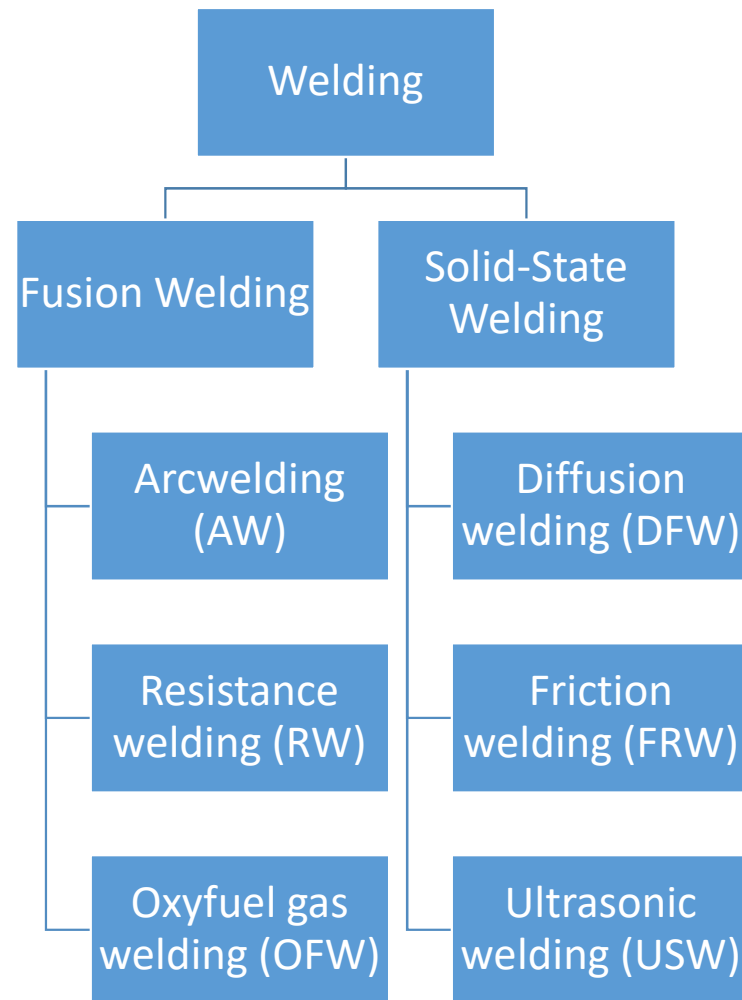 Welding
Fusion Welding
Solid-State
Welding
Arcwelding
(AW)
Diffusion
welding (DFW)
Resistance
welding (RW)
Friction
welding (FRW)
Oxyfuel gas
welding (OFW)
Ultrasonic
welding (USW)